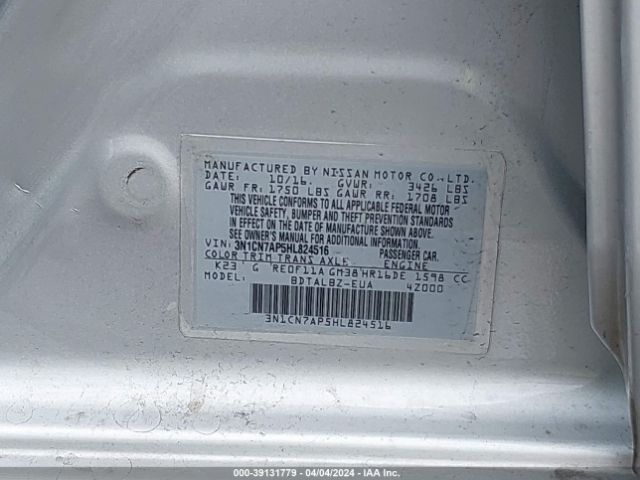 MANUFACTURED BY NISSAN MOTOR CO.,LTD.
DATE: 10/16. GVWR: 3426 LBS
GAWR FR: 1750 LBS GAWR RR: 1708 LBS
THIS VEHICLE CONFORMS TO ALL APPLICABLE FEDERAL MOTOR
VEHICLE SAFETY, BUMPER AND THEFT PREVENTION STANDARDS
IN EFFECT ON THE DATE OF MANUFACTURE SHOWN ABOVE.
SEE OWNER'S MANUAL FOR ADDITIONAL INFORMATION.
VIN: 3N1CN7AP5HL824516 PASSENGER CAR.
COLOR TRIM TRANS AXLE ENGINE
K23 G RE0F11A GM38 HR16DE 1598 CC
MODEL: BDTALBZ-EUA 4Z000
3N1CN7AP5HL824516
000-39131779 - 04/04/2024 - IAA Inc.